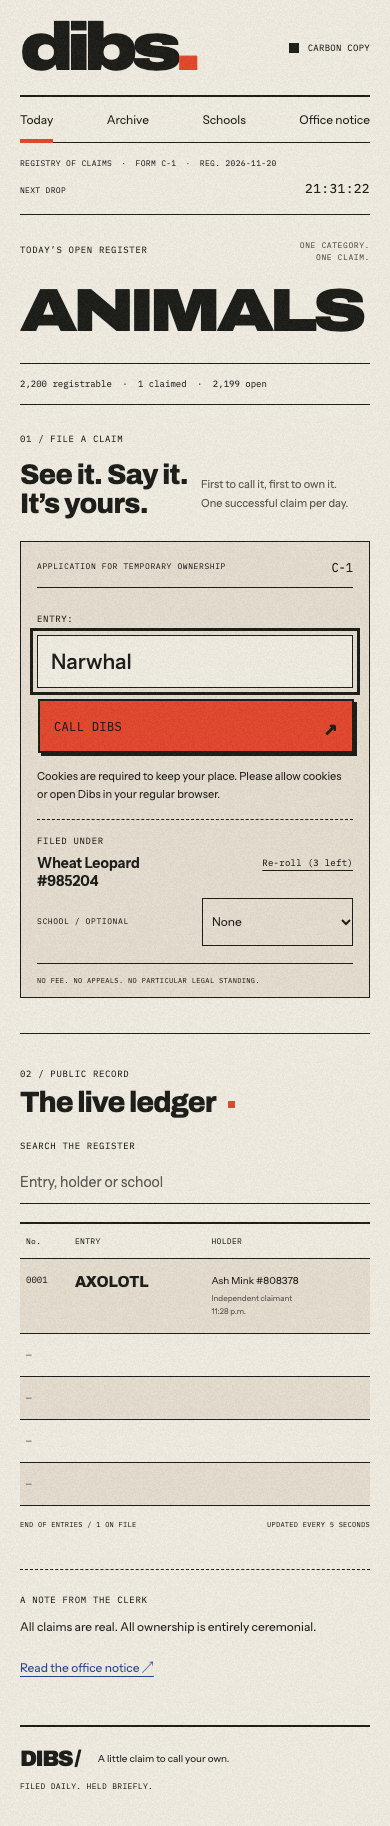 dibs.
CARBON COPY
Today Archive Schools Office notice
REGISTRY OF CLAIMS · FORM C-1 · REG. 2026-11-20
NEXT DROP 21:31:22
TODAY’S OPEN REGISTER
ONE CATEGORY.
ONE CLAIM.
ANIMALS
2,200 registrable · 1 claimed · 2,199 open
01 / FILE A CLAIM
See it. Say it.
It’s yours.
First to call it, first to own it.
One successful claim per day.
APPLICATION FOR TEMPORARY OWNERSHIP C-1
ENTRY:
Narwhal
CALL DIBS ↗
Cookies are required to keep your place. Please allow cookies
or open Dibs in your regular browser.
FILED UNDER
Wheat Leopard
#985204
Re-roll (3 left)
SCHOOL / OPTIONAL None
NO FEE. NO APPEALS. NO PARTICULAR LEGAL STANDING.
02 / PUBLIC RECORD
The live ledger
SEARCH THE REGISTER
Entry, holder or school
No. ENTRY HOLDER
0001 AXOLOTL Ash Mink #808378
Independent claimant
11:28 p.m.
—
—
—
—
END OF ENTRIES / 1 ON FILE UPDATED EVERY 5 SECONDS
A NOTE FROM THE CLERK
All claims are real. All ownership is entirely ceremonial.
Read the office notice ↗
DIBS/ A little claim to call your own.
FILED DAILY. HELD BRIEFLY.